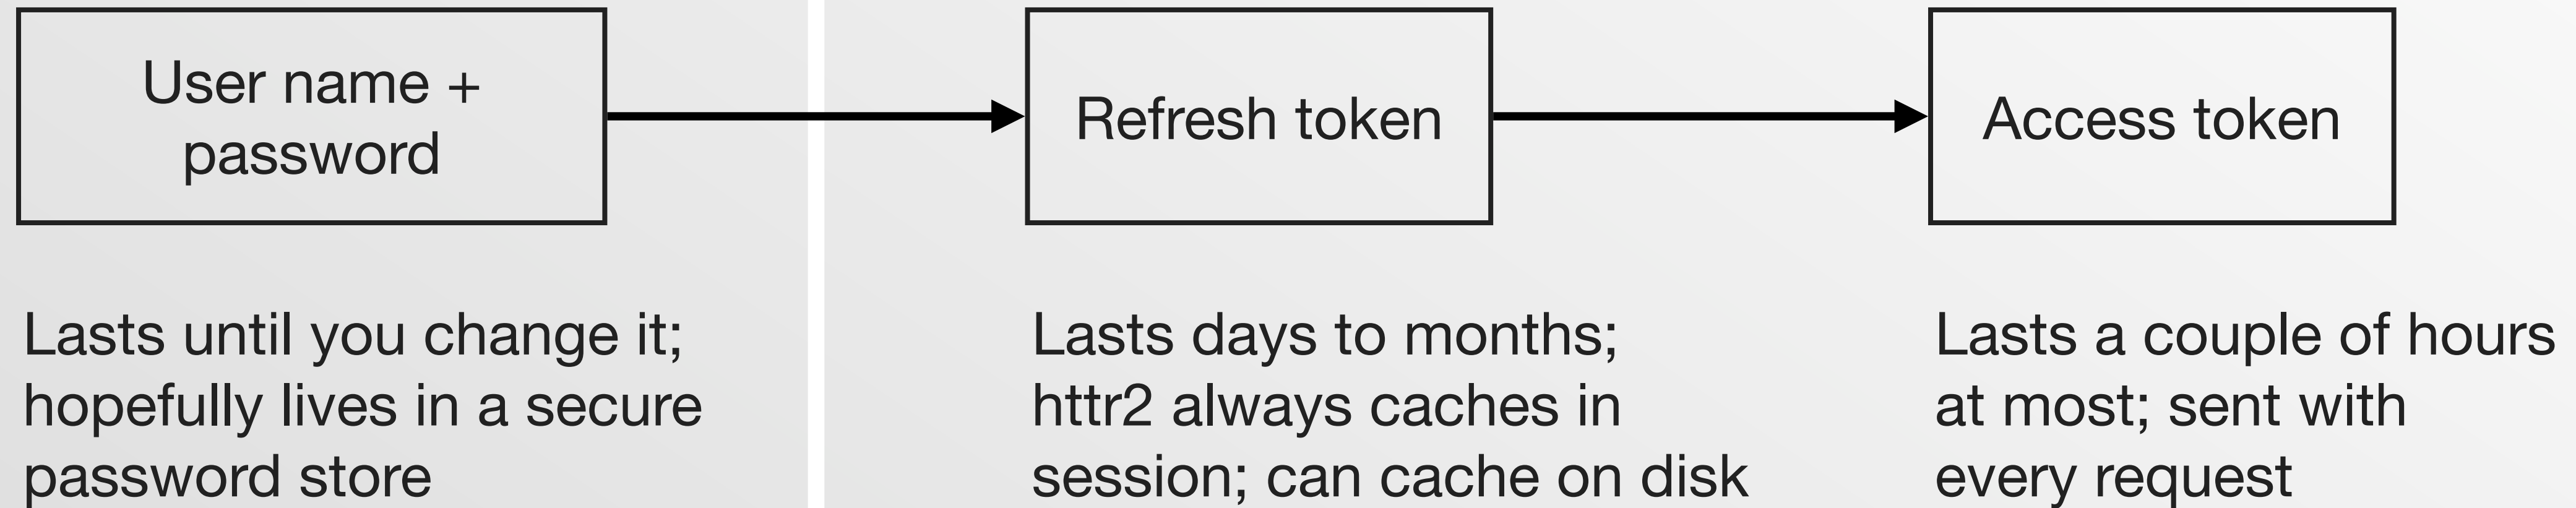 User name +
password
Refresh token
Access token
Lasts until you change it;
hopefully lives in a secure
password store
Lasts days to months;
httr2 always caches in
session; can cache on disk
Lasts a couple of hours
at most; sent with
every request